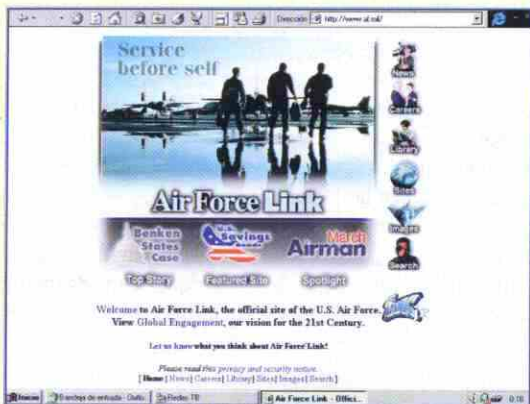 Dirección http://www.af.mil/
Service
before self
News
Careers
Library
Sites
Images
Search
Air Force Link
Benken
States
Case
U.S.
Savings
Bonds
March
Airman
Top Story
Featured Site
Spotlight
Welcome to Air Force Link, the official site of the U.S. Air Force.
View Global Engagement, our vision for the 21st Century.
Let us know what you think about Air Force Link!
Please read this privacy and security notice.
[ Home | News | Careers | Library | Sites | Images | Search ]
Inicio
Bandeja de entrada - Outlo
Redes TB
Air Force Link - Offici...